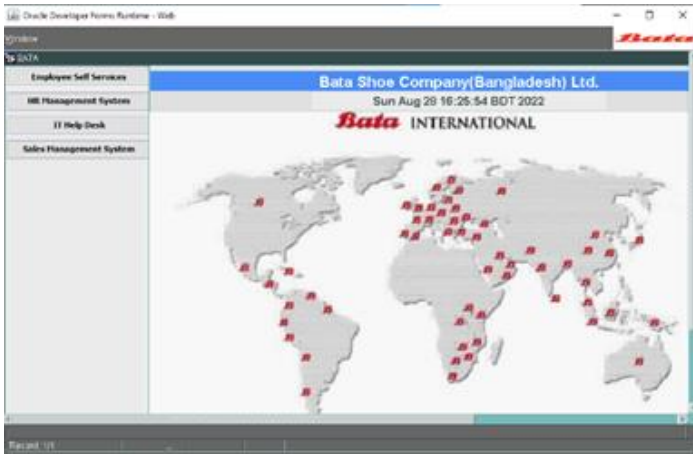 Oracle Developer Forms Runtime - Web
Window
Bata
BATA
Employee Self Services
HR Management System
IT Help Desk
Sales Management System
Bata Shoe Company(Bangladesh) Ltd.
Sun Aug 28 16:25:54 BDT 2022
Bata INTERNATIONAL
Record: 1/1